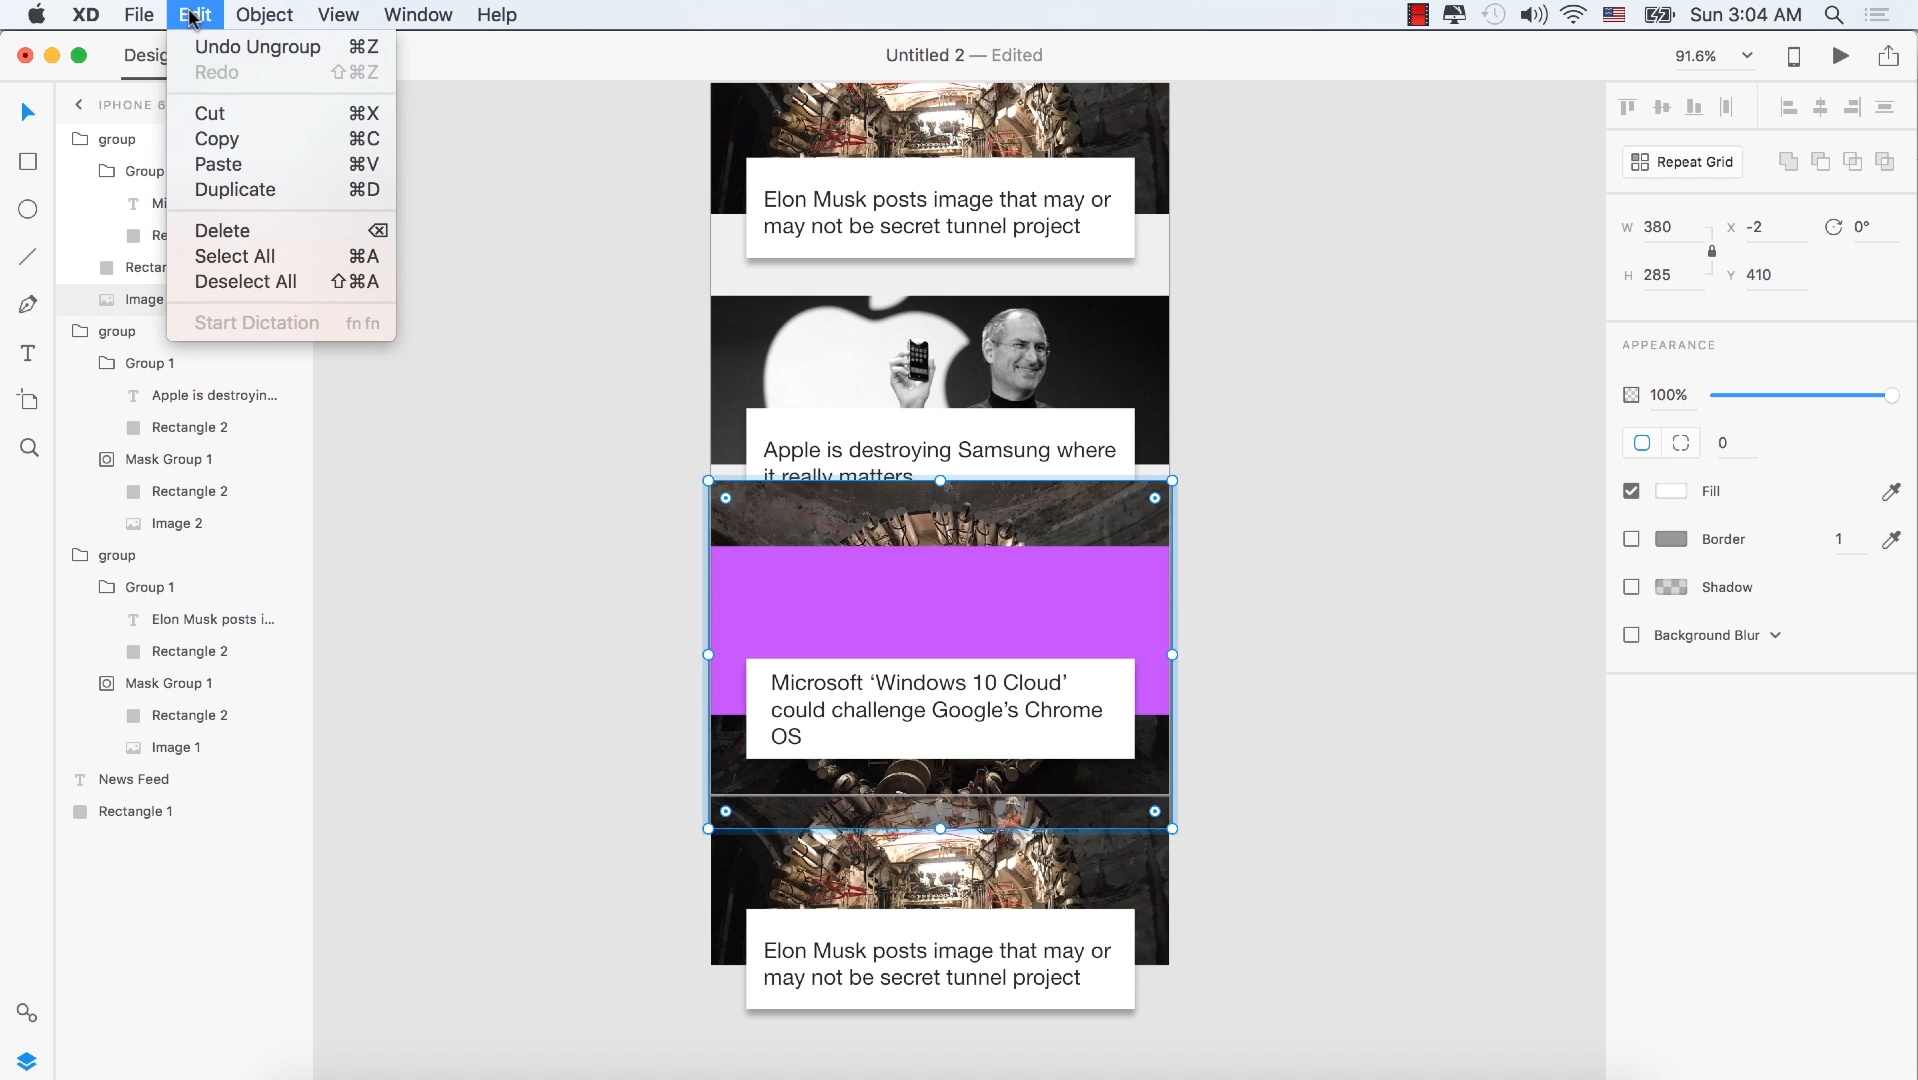 XD File Edit Object View Window Help
Sun 3:04 AM
Untitled 2 — Edited
91.6%
Undo Ungroup ⌘Z
Redo ⇧⌘Z
Cut ⌘X
Copy ⌘C
Paste ⌘V
Duplicate ⌘D
Delete ⌫
Select All ⌘A
Deselect All ⇧⌘A
Start Dictation fn fn
IPHONE 6
group
Group
Rectar
Image
group
Group 1
Apple is destroyin...
Rectangle 2
Mask Group 1
Rectangle 2
Image 2
group
Group 1
Elon Musk posts i...
Rectangle 2
Mask Group 1
Rectangle 2
Image 1
News Feed
Rectangle 1
Elon Musk posts image that may or
may not be secret tunnel project
Apple is destroying Samsung where
it really matters
Microsoft ‘Windows 10 Cloud’
could challenge Google’s Chrome
OS
Elon Musk posts image that may or
may not be secret tunnel project
Repeat Grid
W 380 X -2 0°
H 285 Y 410
APPEARANCE
100%
0
Fill
Border 1
Shadow
Background Blur